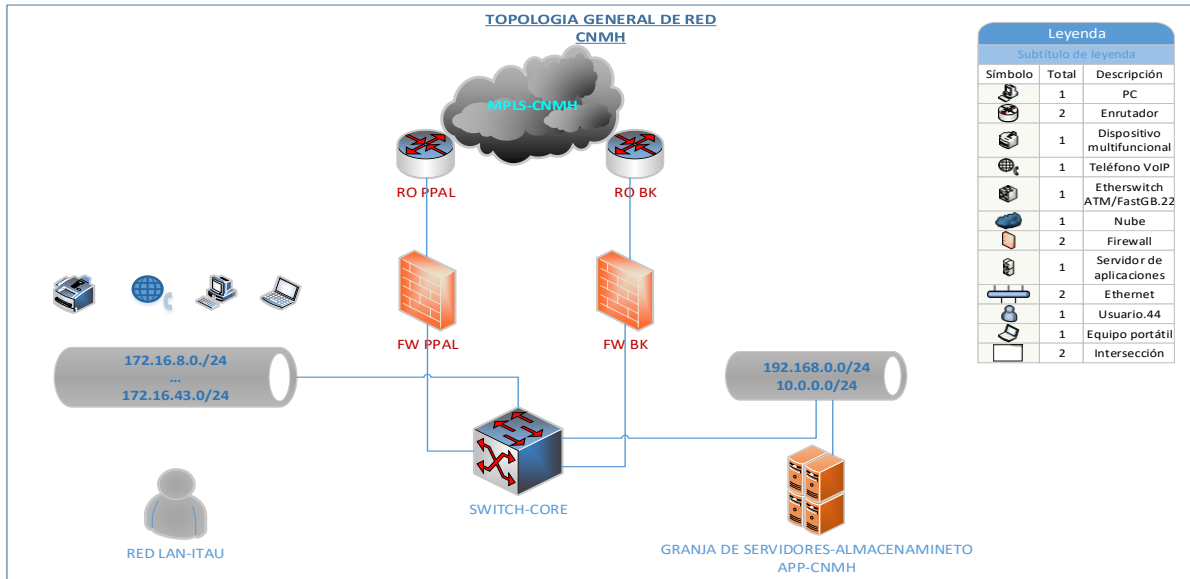 TOPOLOGIA GENERAL DE RED
CNMH
MPLS-CNMH
RO PPAL
RO BK
FW PPAL
FW BK
172.16.8.0./24
...
172.16.43.0/24
192.168.0.0/24
10.0.0.0/24
SWITCH-CORE
RED LAN-ITAU
GRANJA DE SERVIDORES-ALMACENAMINETO
APP-CNMH
Leyenda
Subtítulo de leyenda
Símbolo Total Descripción
1 PC
2 Enrutador
1 Dispositivo
multifuncional
1 Teléfono VoIP
1 Etherswitch
ATM/FastGB.22
1 Nube
2 Firewall
1 Servidor de
aplicaciones
2 Ethernet
1 Usuario.44
1 Equipo portátil
2 Intersección